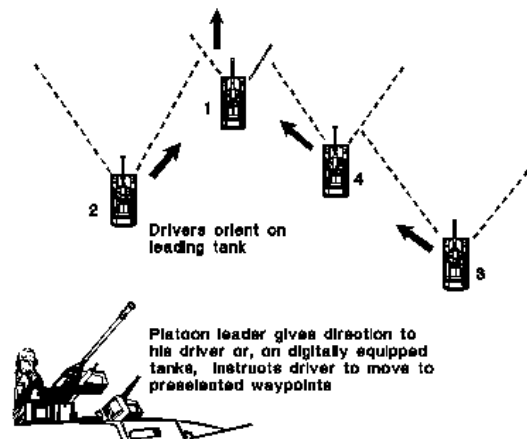 1
2
4
3
Drivers orient on
leading tank
Platoon leader gives direction to
his driver or, on digitally equipped
tanks, instructs driver to move to
preselected waypoints